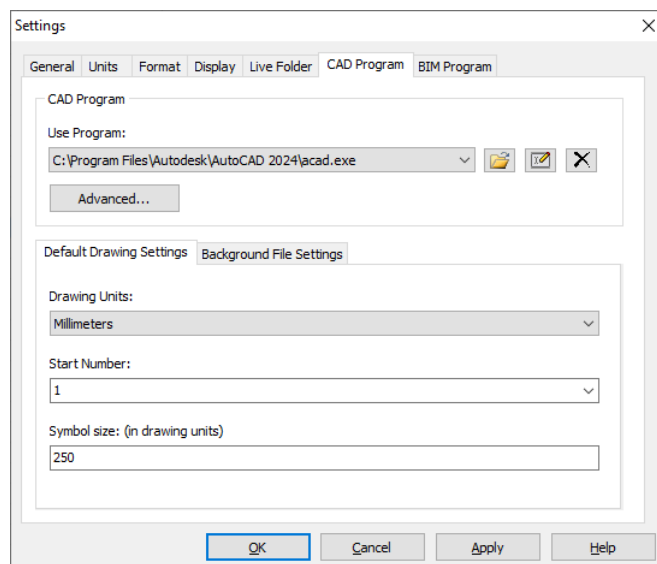 Settings
General Units Format Display Live Folder CAD Program BIM Program
CAD Program
Use Program:
C:\Program Files\Autodesk\AutoCAD 2024\acad.exe
Advanced...
Default Drawing Settings Background File Settings
Drawing Units:
Millimeters
Start Number:
1
Symbol size: (in drawing units)
250
OK Cancel Apply Help